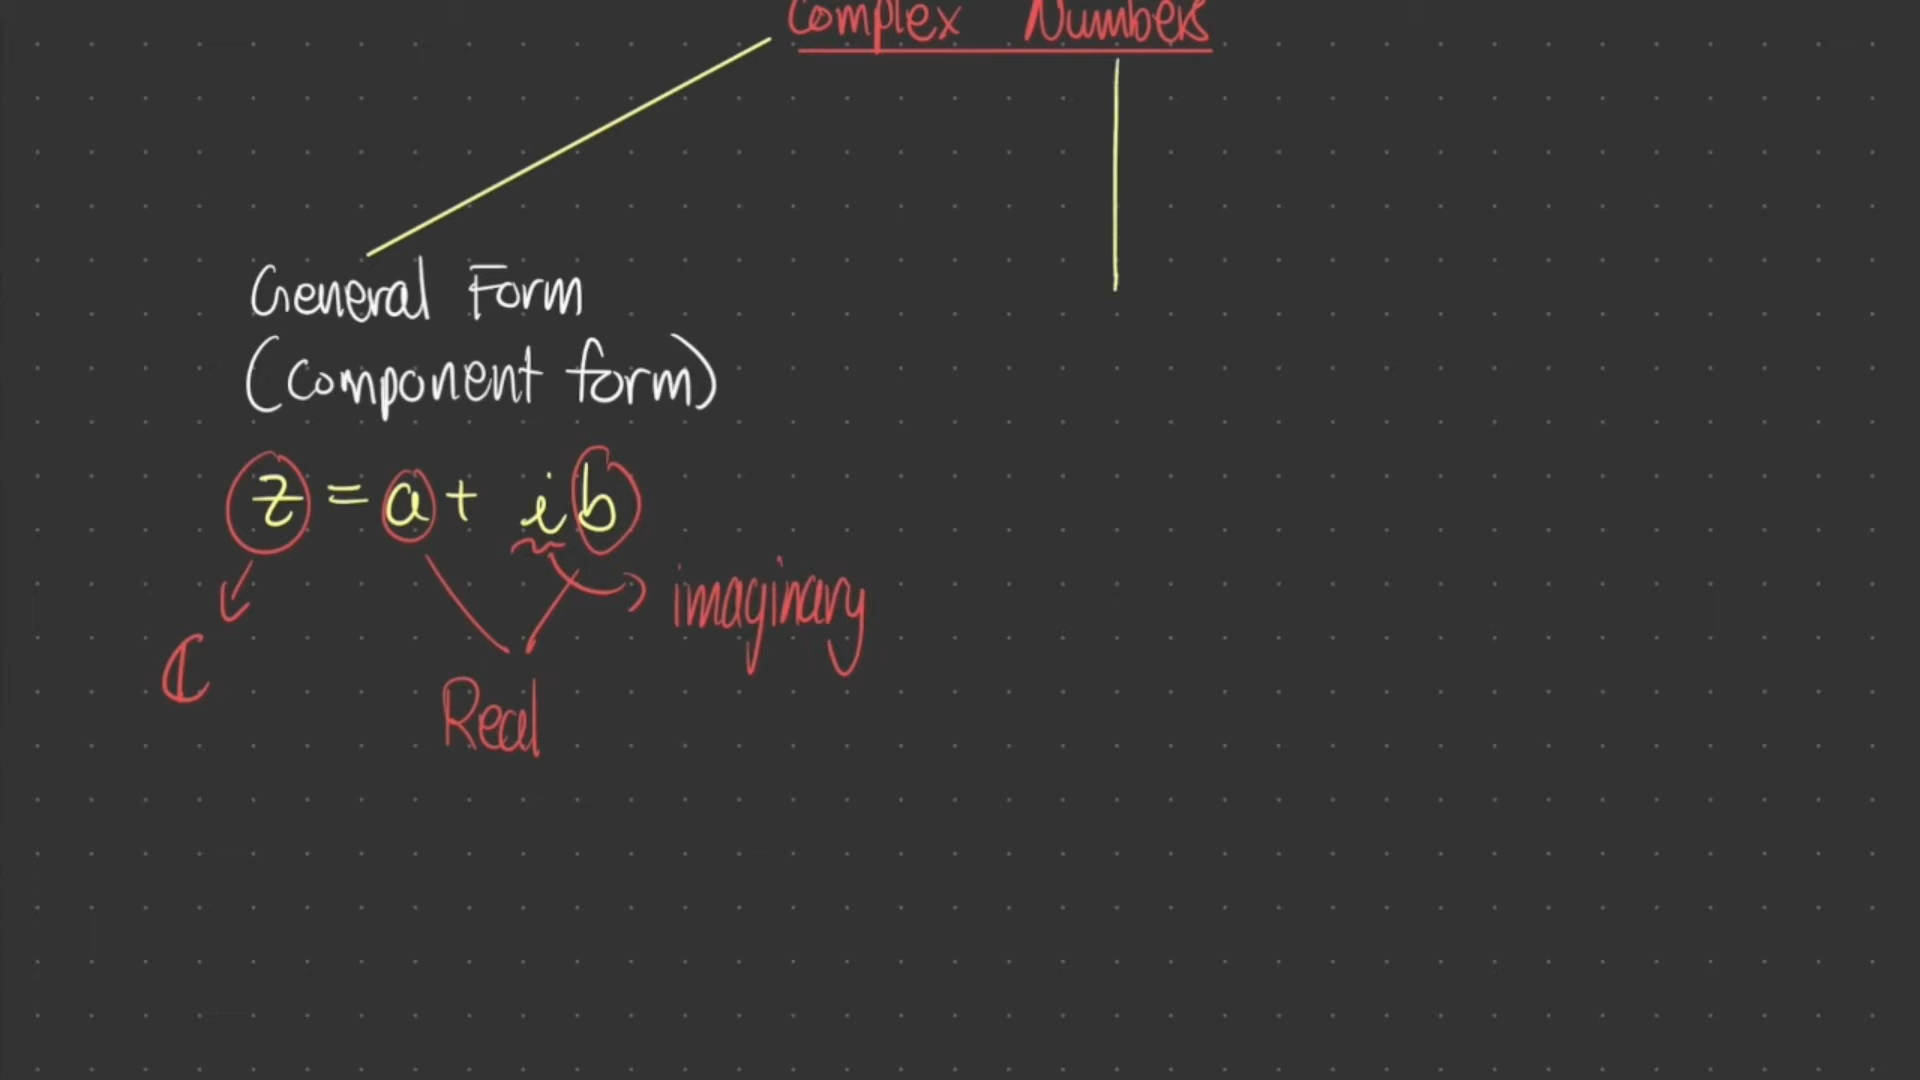 Complex Numbers
General Form
(component form)
z = a + ib
imaginary
ℂ
Real